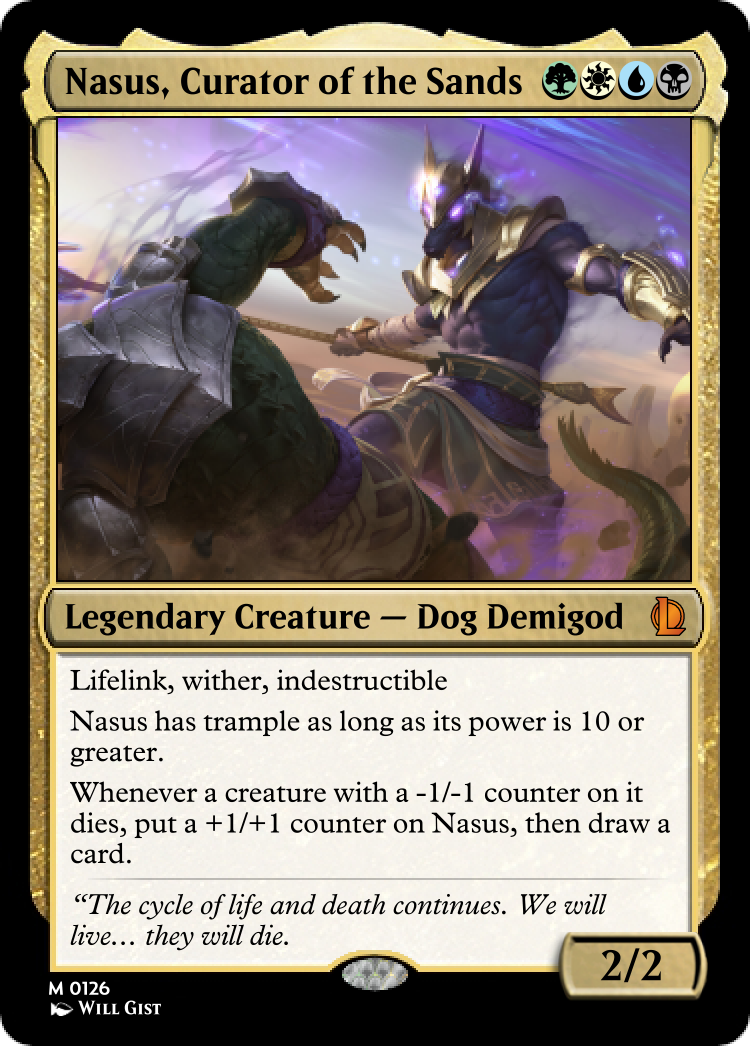 Nasus, Curator of the Sands
Legendary Creature — Dog Demigod
Lifelink, wither, indestructible
Nasus has trample as long as its power is 10 or
greater.
Whenever a creature with a -1/-1 counter on it
dies, put a +1/+1 counter on Nasus, then draw a
card.
“The cycle of life and death continues. We will
live... they will die.
2/2
M 0126
Will Gist